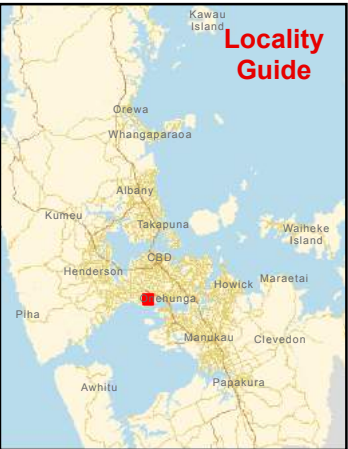 Kawau
Island
Locality
Guide
Orewa
Whangaparaoa
Albany
Kumeu
Takapuna
Waiheke
Island
CBD
Henderson
Howick
Maraetai
Onehunga
Piha
Manukau
Clevedon
Awhitu
Papakura